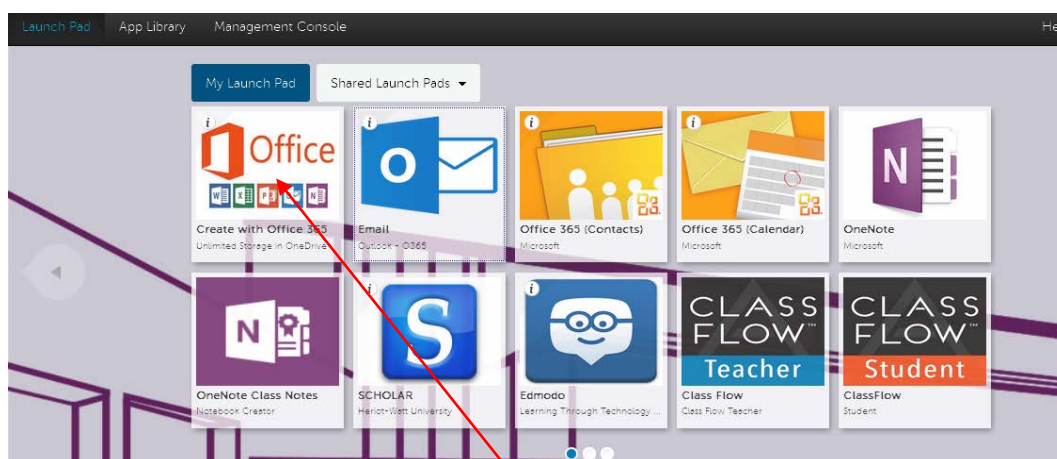 Launch Pad App Library Management Console He
My Launch Pad Shared Launch Pads
Office
Create with Office 365
Unlimited Storage in OneDrive
O
Email
Outlook - O365
Office 365 (Contacts)
Microsoft
Office 365 (Calendar)
Microsoft
N
OneNote
Microsoft
N
OneNote Class Notes
Notebook Creator
S
SCHOLAR
Heriot-Watt University
Edmodo
Learning Through Technology ...
CLASS
FLOW™
Teacher
Class Flow
Class Flow Teacher
CLASS
FLOW™
Student
ClassFlow
Student